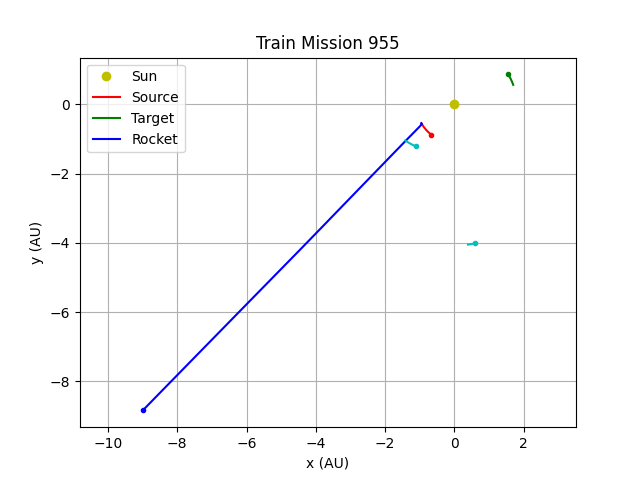 Train Mission 955
Sun
Source
Target
Rocket
0
−2
−4
−6
−8
y (AU)
−10
−8
−6
−4
−2
0
2
x (AU)